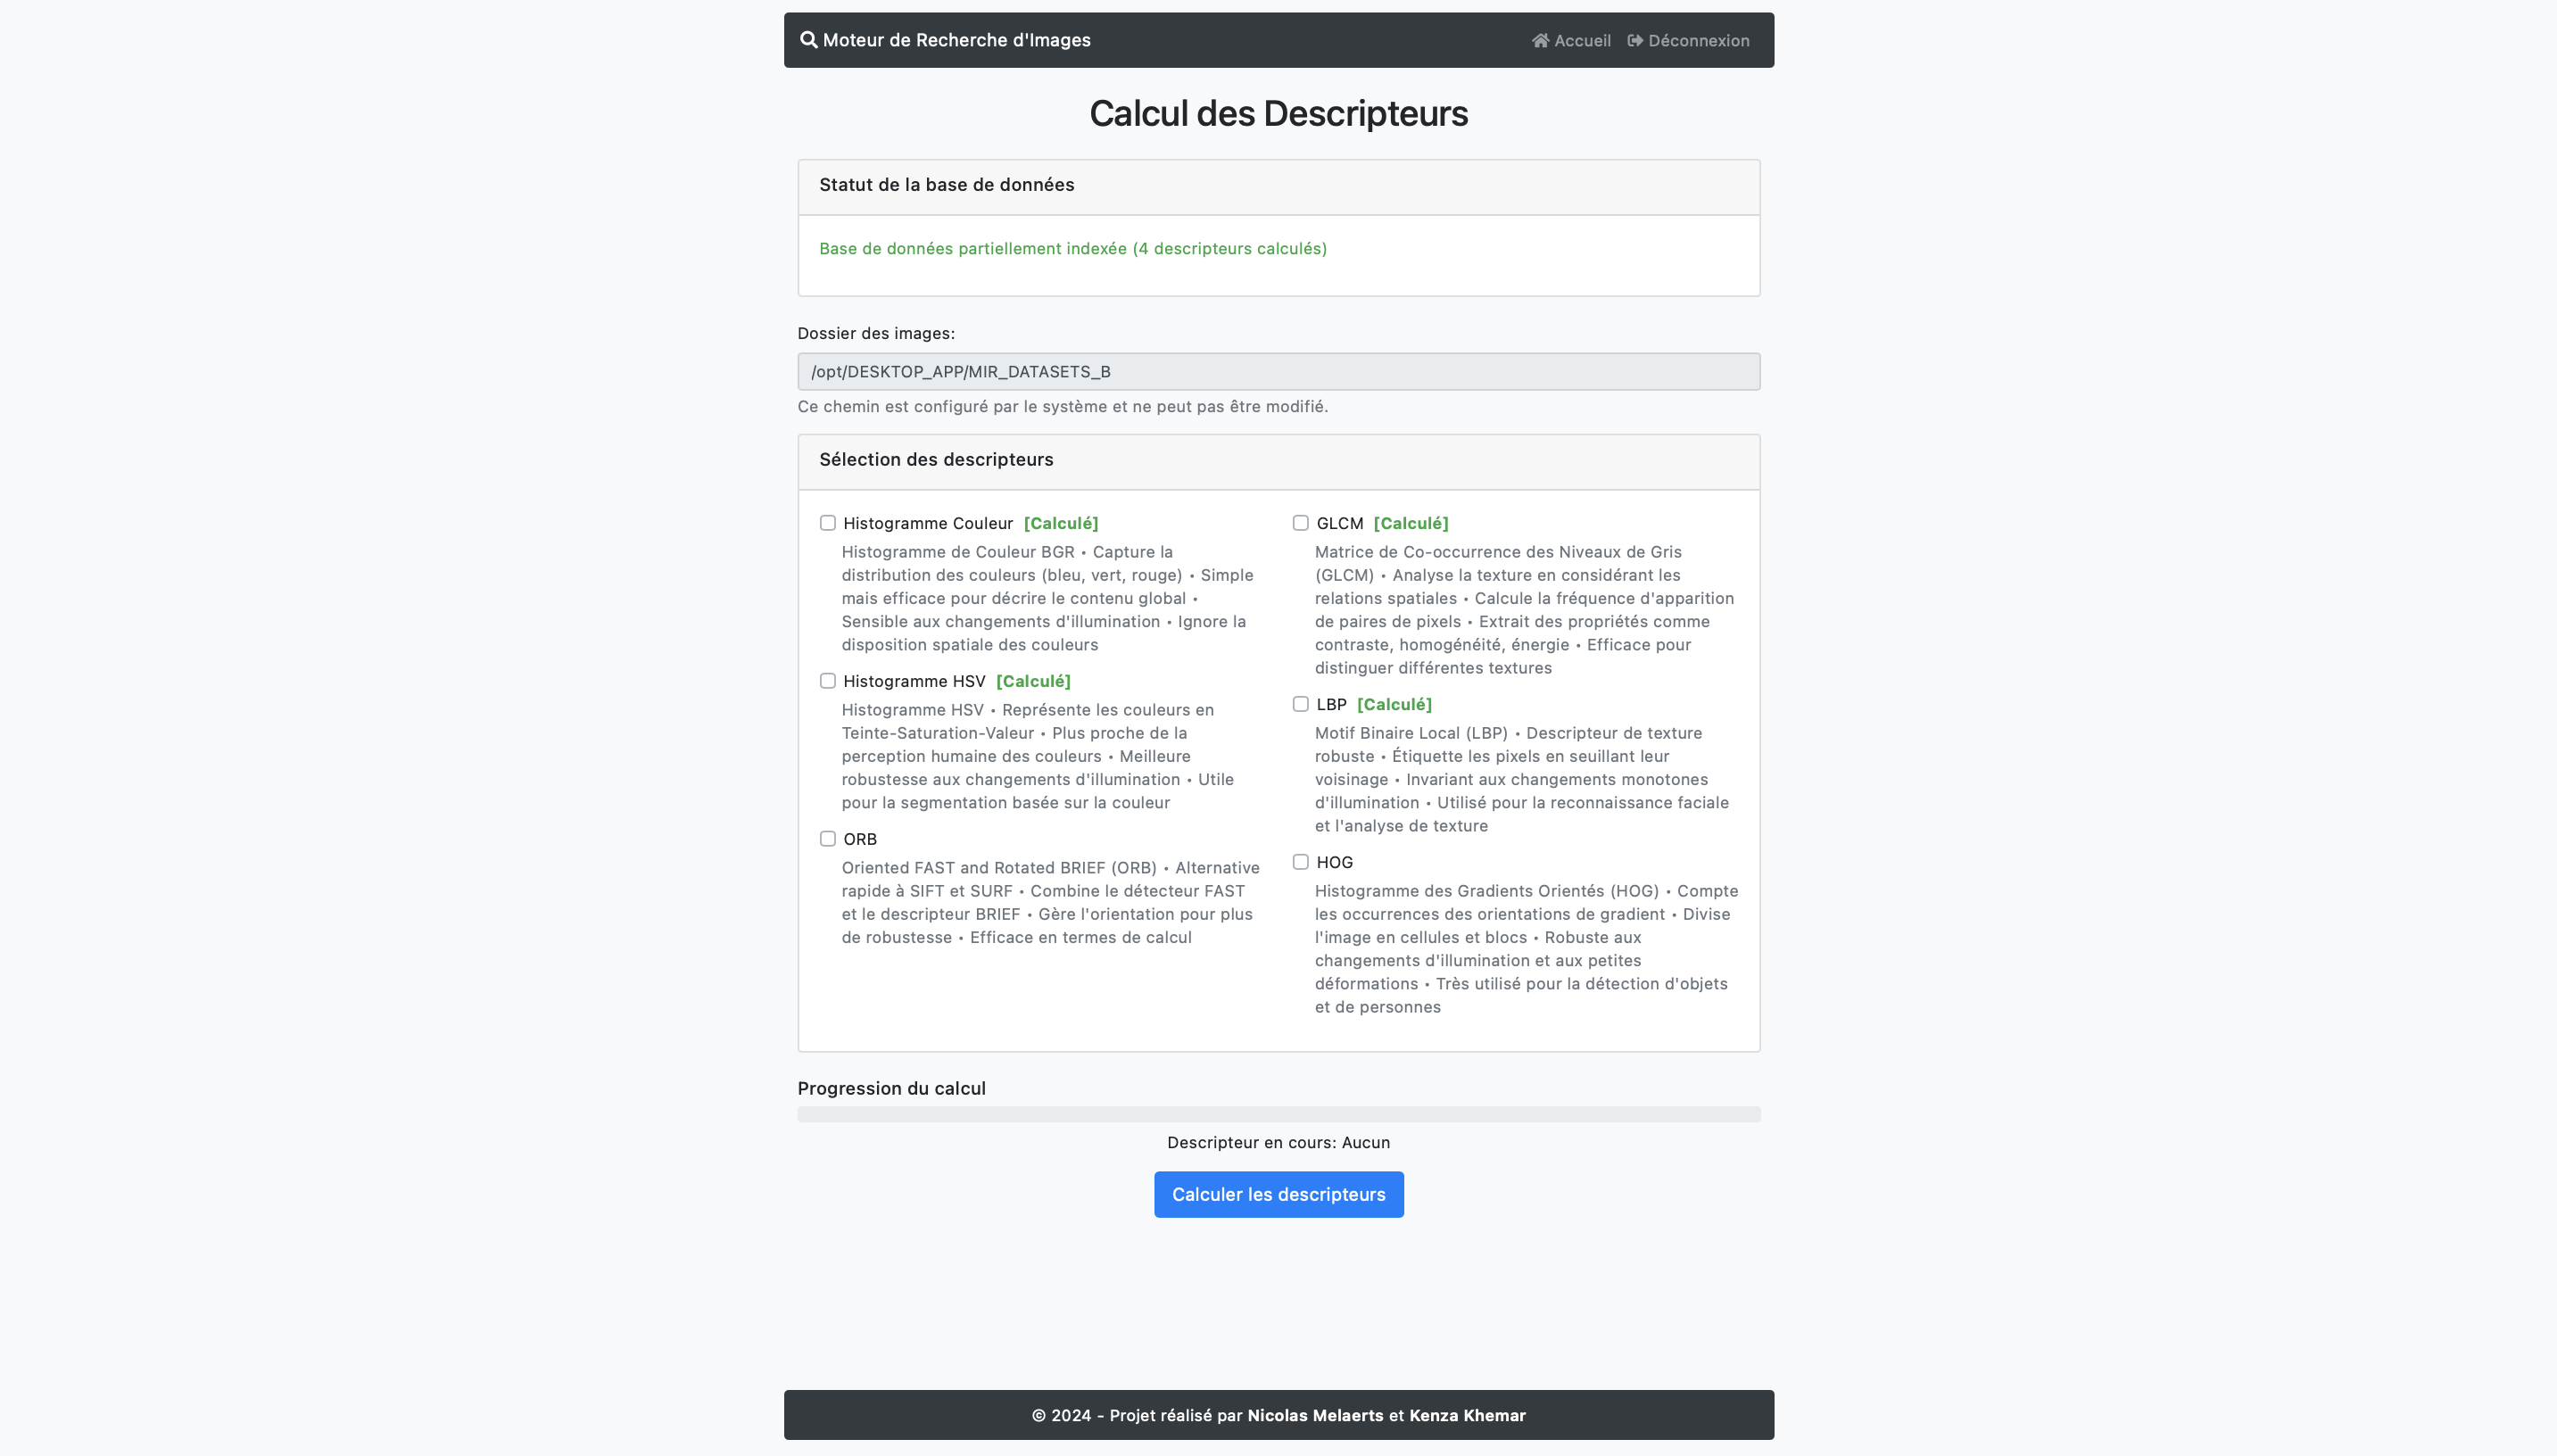 Moteur de Recherche d'Images
Accueil
Déconnexion
Calcul des Descripteurs
Statut de la base de données
Base de données partiellement indexée (4 descripteurs calculés)
Dossier des images:
/opt/DESKTOP_APP/MIR_DATASETS_B
Ce chemin est configuré par le système et ne peut pas être modifié.
Sélection des descripteurs
Histogramme Couleur [Calculé]
Histogramme de Couleur BGR • Capture la
distribution des couleurs (bleu, vert, rouge) • Simple
mais efficace pour décrire le contenu global •
Sensible aux changements d'illumination • Ignore la
disposition spatiale des couleurs
Histogramme HSV [Calculé]
Histogramme HSV • Représente les couleurs en
Teinte-Saturation-Valeur • Plus proche de la
perception humaine des couleurs • Meilleure
robustesse aux changements d'illumination • Utile
pour la segmentation basée sur la couleur
ORB
Oriented FAST and Rotated BRIEF (ORB) • Alternative
rapide à SIFT et SURF • Combine le détecteur FAST
et le descripteur BRIEF • Gère l'orientation pour plus
de robustesse • Efficace en termes de calcul
GLCM [Calculé]
Matrice de Co-occurrence des Niveaux de Gris
(GLCM) • Analyse la texture en considérant les
relations spatiales • Calcule la fréquence d'apparition
de paires de pixels • Extrait des propriétés comme
contraste, homogénéité, énergie • Efficace pour
distinguer différentes textures
LBP [Calculé]
Motif Binaire Local (LBP) • Descripteur de texture
robuste • Étiquette les pixels en seuillant leur
voisinage • Invariant aux changements monotones
d'illumination • Utilisé pour la reconnaissance faciale
et l'analyse de texture
HOG
Histogramme des Gradients Orientés (HOG) • Compte
les occurrences des orientations de gradient • Divise
l'image en cellules et blocs • Robuste aux
changements d'illumination et aux petites
déformations • Très utilisé pour la détection d'objets
et de personnes
Progression du calcul
Descripteur en cours: Aucun
Calculer les descripteurs
© 2024 - Projet réalisé par Nicolas Melaerts et Kenza Khemar